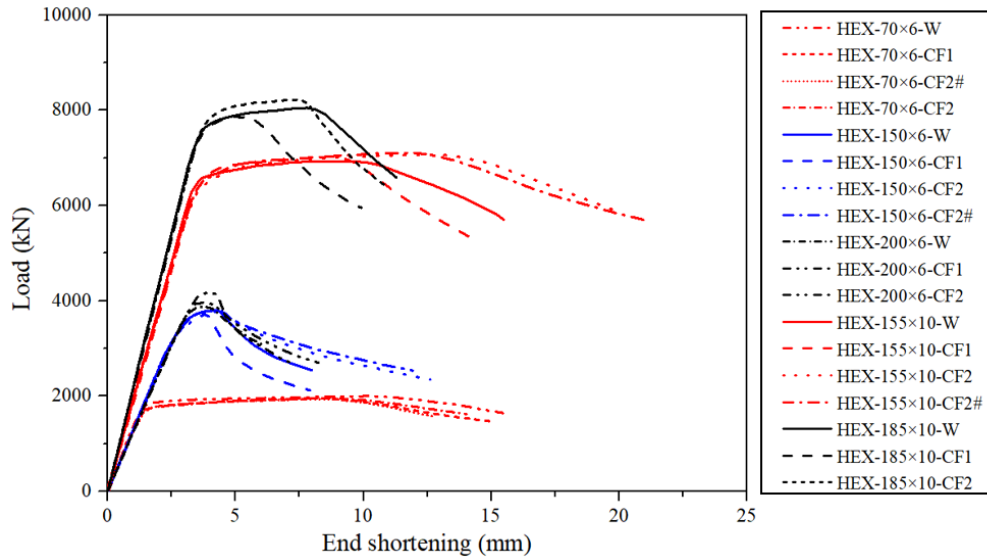 10000
8000
6000
4000
2000
0
0
5
10
15
20
25
Load (kN)
End shortening (mm)
HEX-70×6-W
HEX-70×6-CF1
HEX-70×6-CF2#
HEX-70×6-CF2
HEX-150×6-W
HEX-150×6-CF1
HEX-150×6-CF2
HEX-150×6-CF2#
HEX-200×6-W
HEX-200×6-CF1
HEX-200×6-CF2
HEX-155×10-W
HEX-155×10-CF1
HEX-155×10-CF2
HEX-155×10-CF2#
HEX-185×10-W
HEX-185×10-CF1
HEX-185×10-CF2